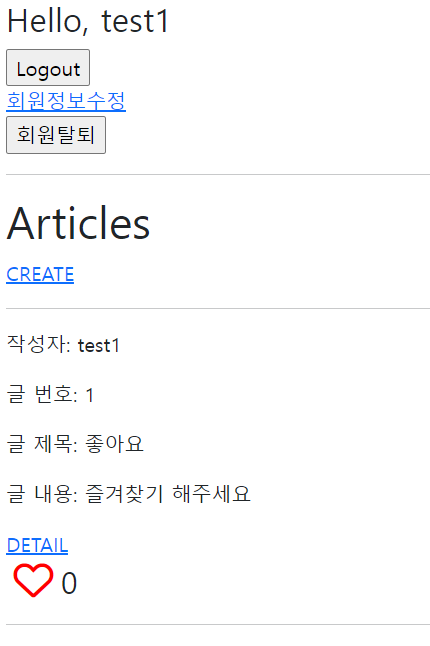 Hello, test1
Logout
회원정보수정
회원탈퇴
Articles
CREATE
작성자: test1
글 번호: 1
글 제목: 좋아요
글 내용: 즐겨찾기 해주세요
DETAIL
0